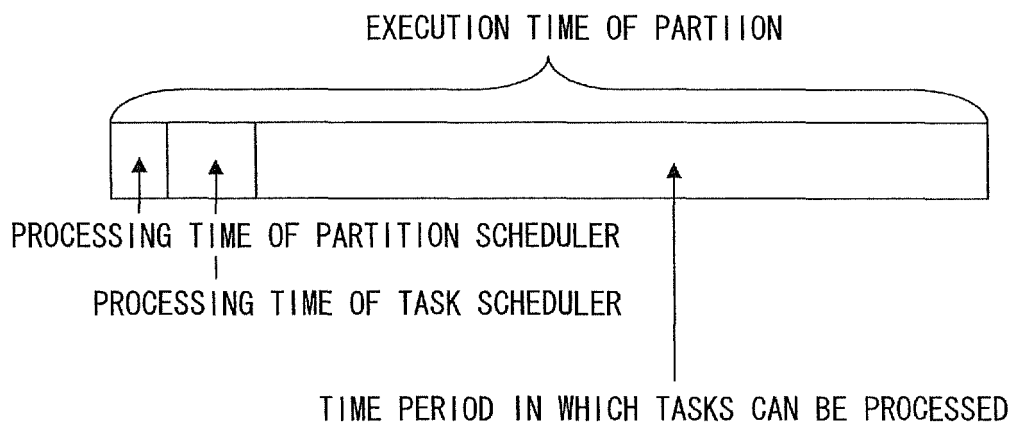 EXECUTION TIME OF PARTIION
PROCESSING TIME OF PARTITION SCHEDULER
PROCESSING TIME OF TASK SCHEDULER
TIME PERIOD IN WHICH TASKS CAN BE PROCESSED